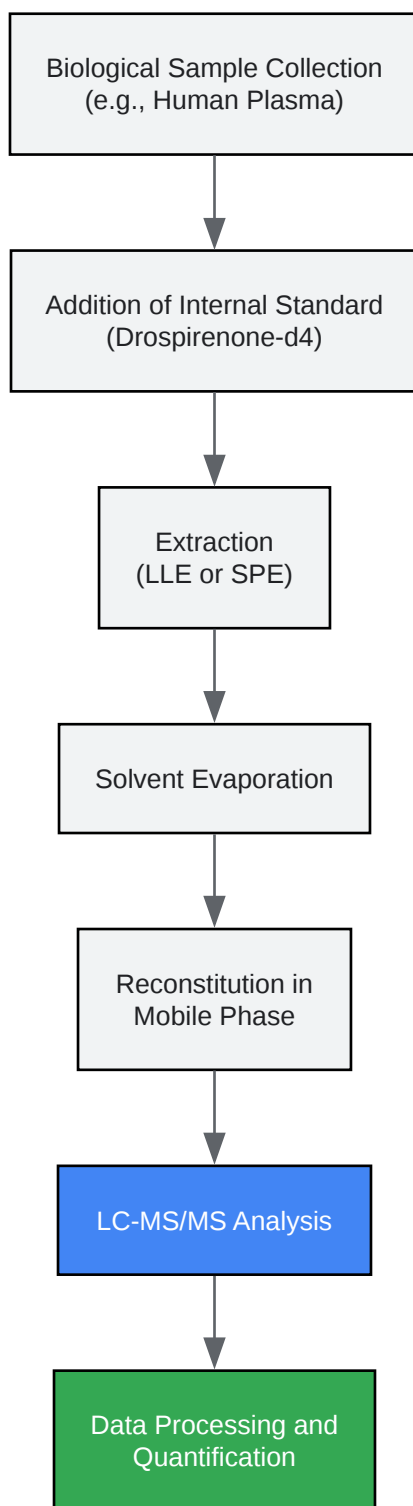 Biological Sample Collection
(e.g., Human Plasma)
Addition of Internal Standard
(Drospirenone-d4)
Extraction
(LLE or SPE)
Solvent Evaporation
Reconstitution in
Mobile Phase
LC-MS/MS Analysis
Data Processing and
Quantification